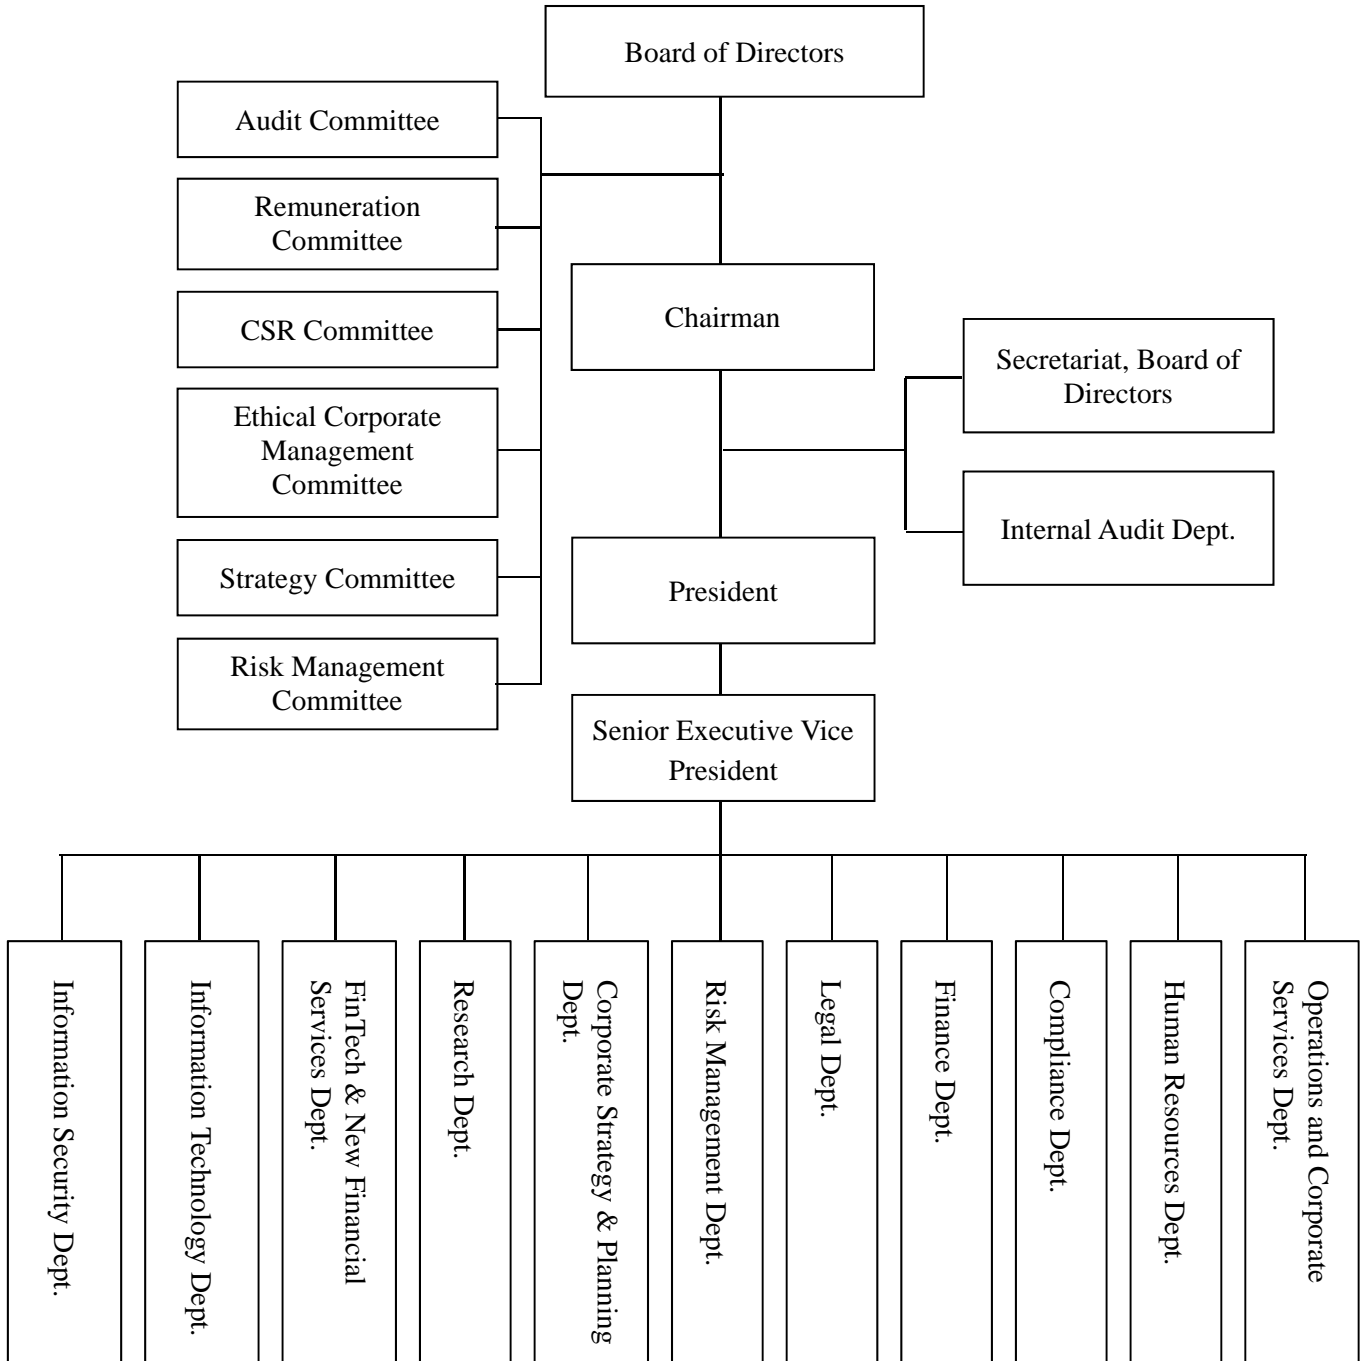 Board of Directors
Audit Committee
Remuneration
Committee
CSR Committee
Ethical Corporate
Management
Committee
Strategy Committee
Risk Management
Committee
Chairman
Secretariat, Board of
Directors
Internal Audit Dept.
President
Senior Executive Vice
President
Information Security Dept.
Information Technology Dept.
FinTech & New Financial
Services Dept.
Research Dept.
Corporate Strategy & Planning
Dept.
Risk Management Dept.
Legal Dept.
Finance Dept.
Compliance Dept.
Human Resources Dept.
Operations and Corporate
Services Dept.